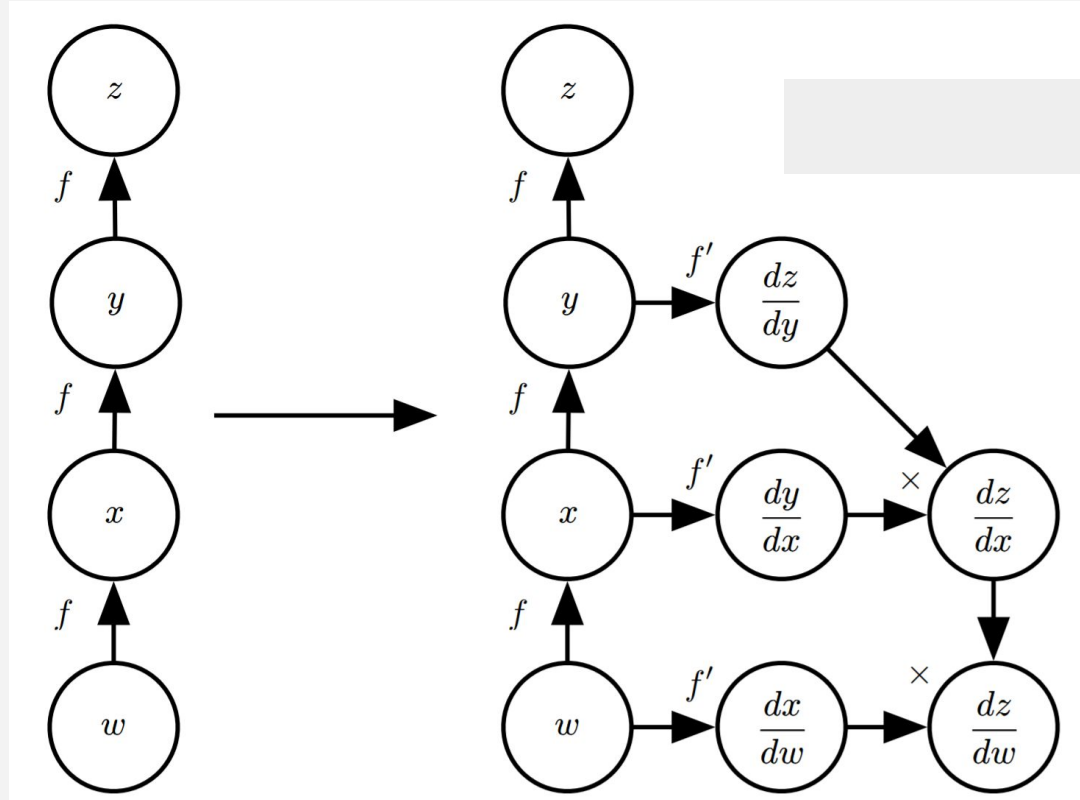 z z
f f
y y f′ dz/dy
f f
x x f′ dy/dx × dz/dx
f f
w w f′ dx/dw × dz/dw